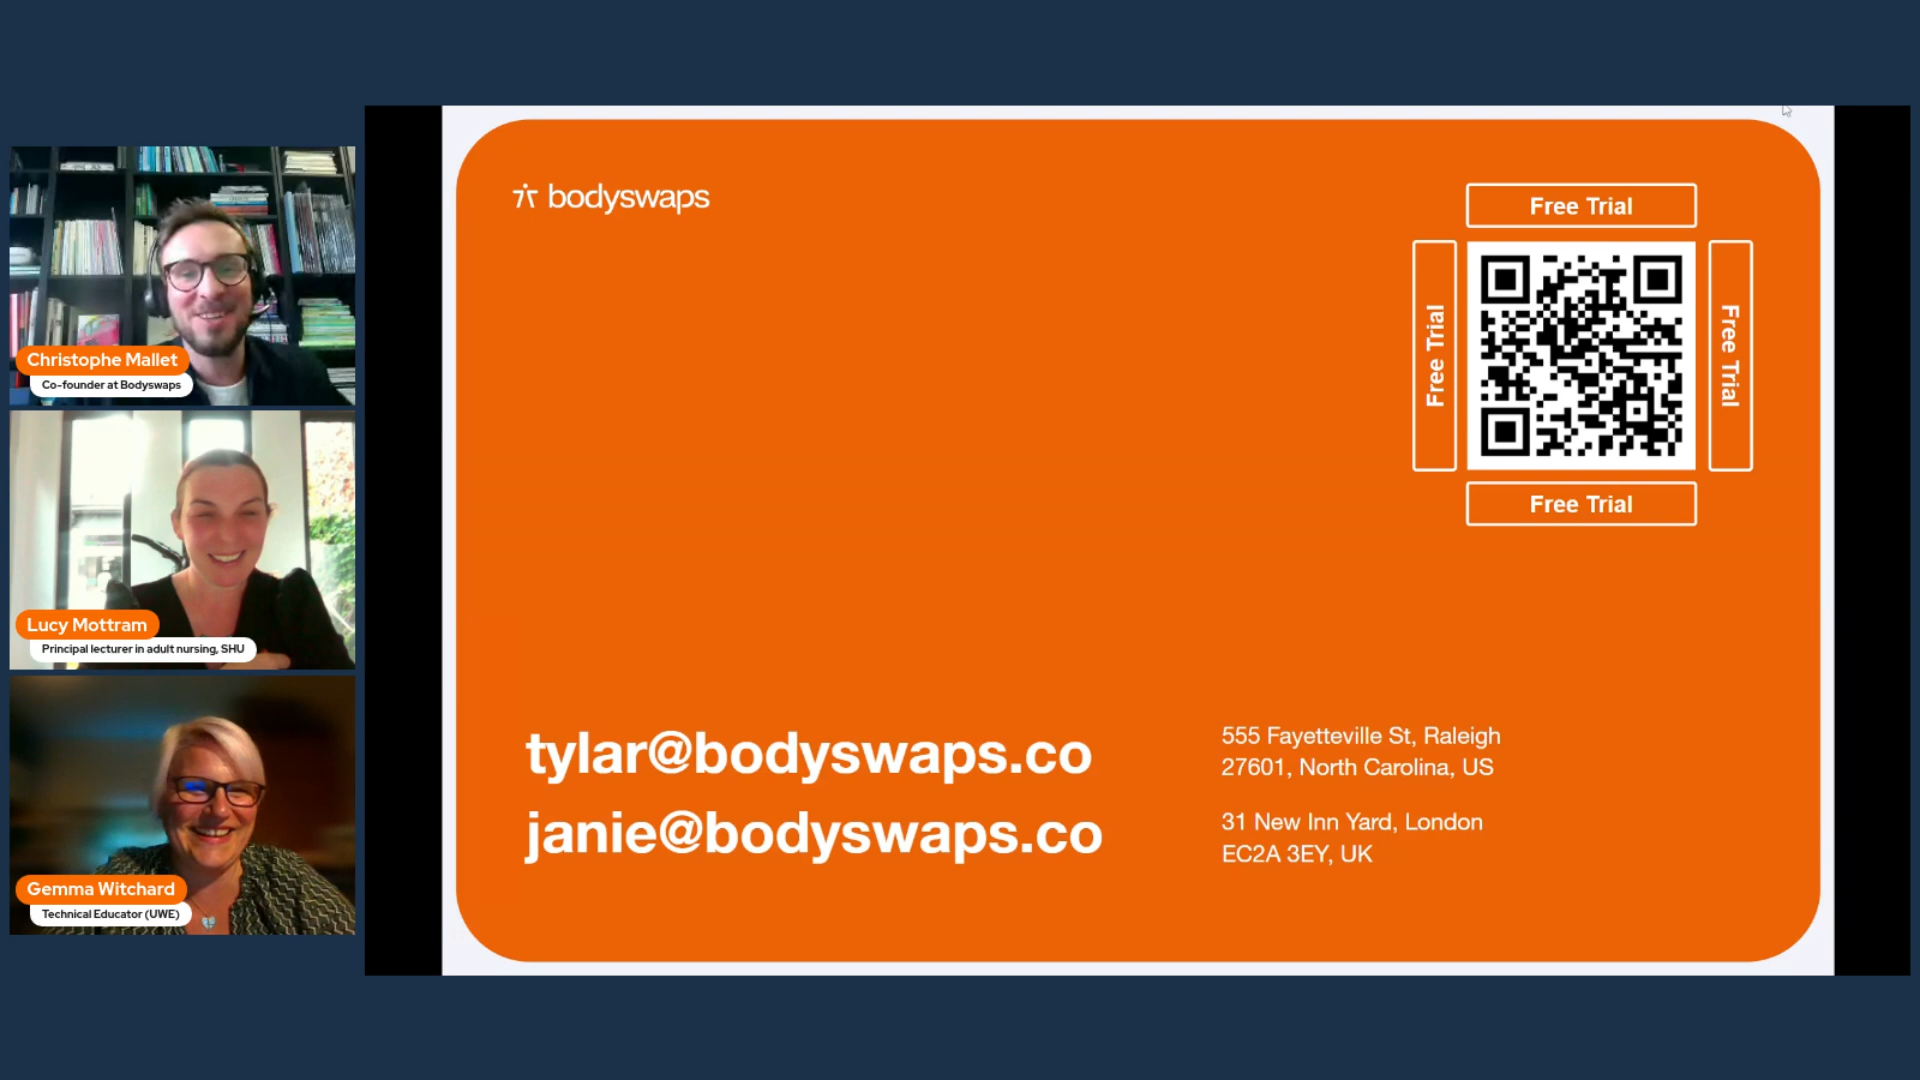 Christophe Mallet
Co-founder at Bodyswaps
Lucy Mottram
Principal lecturer in adult nursing, SHU
Gemma Witchard
Technical Educator (UWE)
bodyswaps
Free Trial
Free Trial
Free Trial
Free Trial
tylar@bodyswaps.co
janie@bodyswaps.co
555 Fayetteville St, Raleigh
27601, North Carolina, US
31 New Inn Yard, London
EC2A 3EY, UK